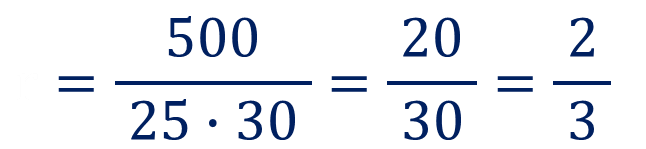 = 500 / 25 · 30 = 20 / 30 = 2 / 3